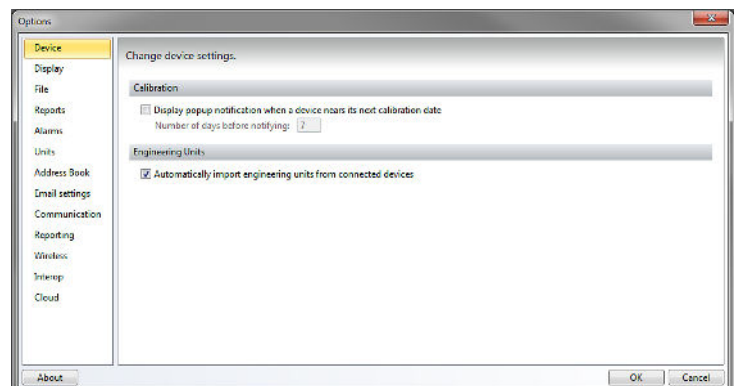 Options
Device
Display
File
Reports
Alarms
Units
Address Book
Email settings
Communication
Reporting
Wireless
Interop
Cloud
Change device settings.
Calibration
Display popup notification when a device nears its next calibration date
Number of days before notifying: 7
Engineering Units
Automatically import engineering units from connected devices
About
OK
Cancel